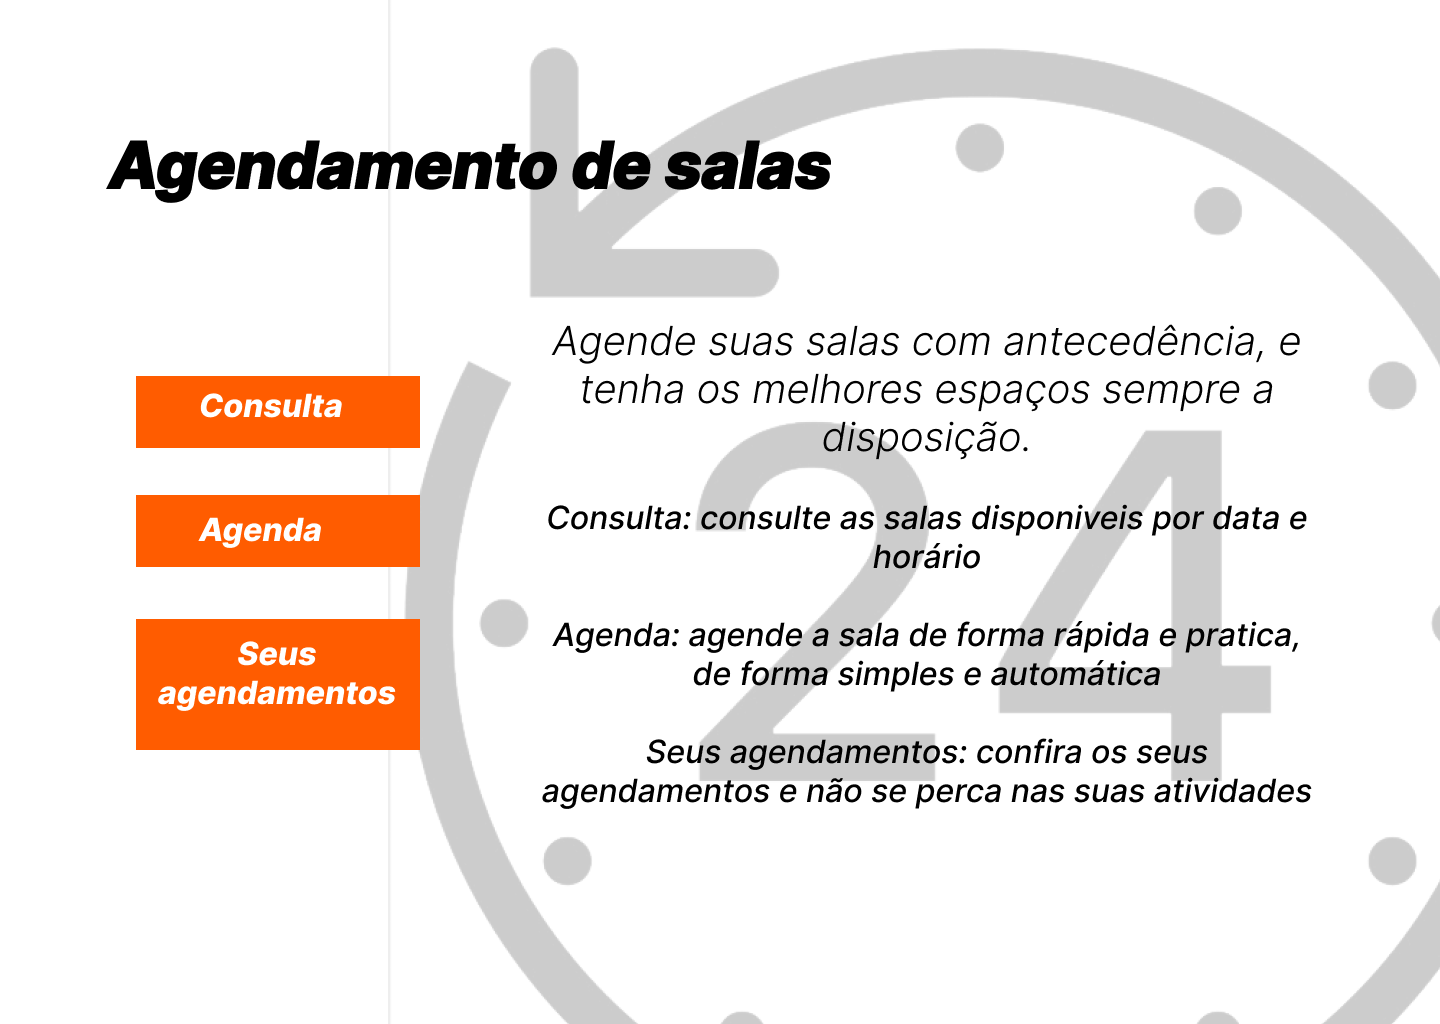 Agendamento de salas
Consulta
Agenda
Seus
agendamentos
Agende suas salas com antecedência, e
tenha os melhores espaços sempre a
disposição.
Consulta: consulte as salas disponiveis por data e
horário
Agenda: agende a sala de forma rápida e pratica,
de forma simples e automática
Seus agendamentos: confira os seus
agendamentos e não se perca nas suas atividades
24